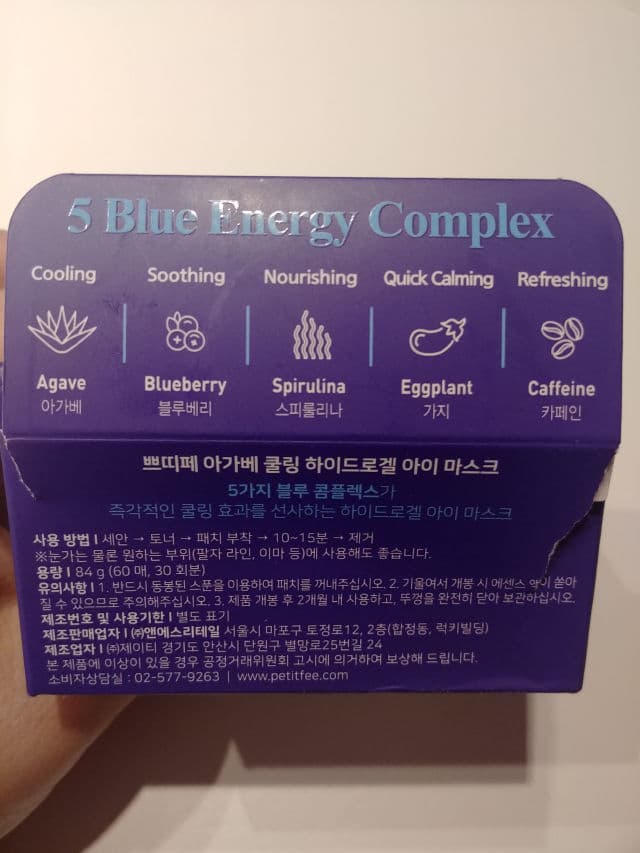 5 Blue Energy Complex
Cooling Soothing Nourishing Quick Calming Refreshing
Agave Blueberry Spirulina Eggplant Caffeine
아가베 블루베리 스피룰리나 가지 카페인
쁘띠페 아가베 쿨링 하이드로겔 아이 마스크
5가지 블루 콤플렉스가
즉각적인 쿨링 효과를 선사하는 하이드로겔 아이 마스크
사용 방법 | 세안 → 토너 → 패치 부착 → 10~15분 → 제거
※눈가는 물론 원하는 부위(팔자 라인, 이마 등)에 사용해도 좋습니다.
용량 | 84 g (60 매, 30 회분)
유의사항 | 1. 반드시 동봉된 스푼을 이용하여 패치를 꺼내주십시오. 2. 기울여서 개봉 시 에센스 액이 쏟아
질 수 있으므로 주의해주십시오. 3. 제품 개봉 후 2개월 내 사용하고, 뚜껑을 완전히 닫아 보관하십시오.
제조번호 및 사용기한 | 별도 표기
제조판매업자 | ㈜앤에스리테일 서울시 마포구 토정로12, 2층(합정동, 럭키빌딩)
제조업자 | ㈜제이티 경기도 안산시 단원구 별망로25번길 24
본 제품에 이상이 있을 경우 공정거래위원회 고시에 의거하여 보상해 드립니다.
소비자상담실 : 02-577-9263 | www.petitfee.com